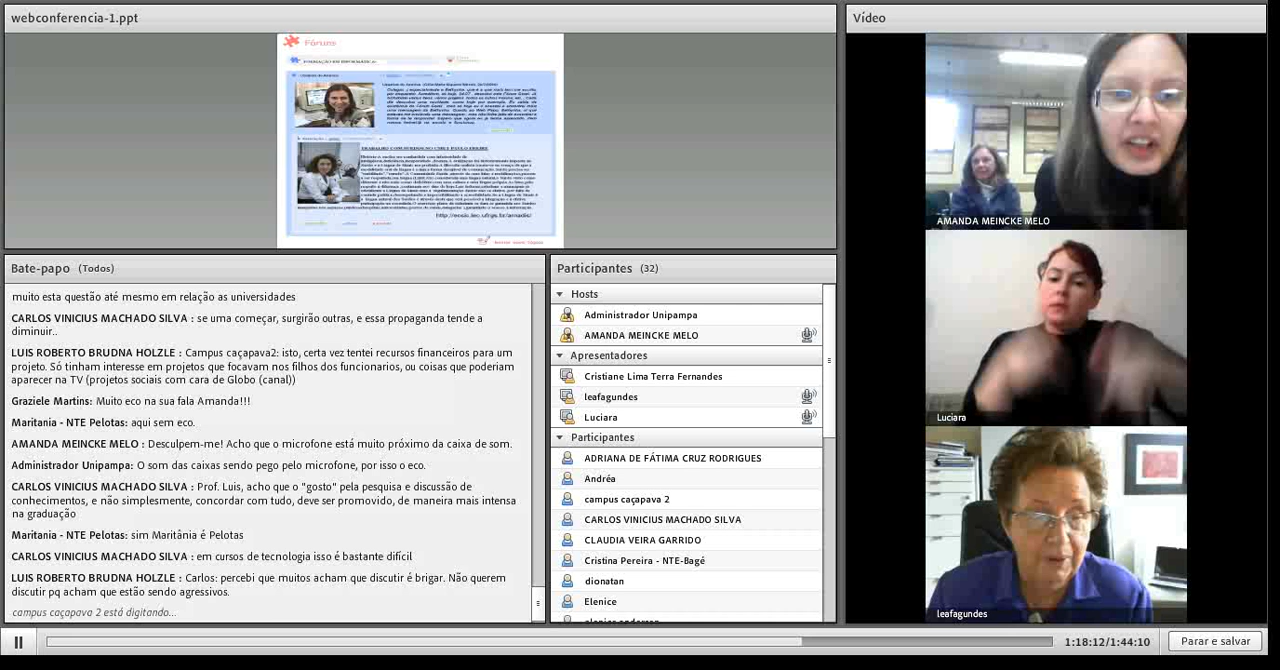 webconferencia-1.ppt
Fóruns
http://eosis.iec.ufrgs.br/amadis/
Bate-papo (Todos)
muito esta questão até mesmo em relação as universidades
CARLOS VINICIUS MACHADO SILVA : se uma começar, surgirão outras, e essa propaganda tende a
diminuir..
LUIS ROBERTO BRUDNA HOLZLE : Campus caçapava2: isto, certa vez tentei recursos financeiros para um
projeto. Só tinham interesse em projetos que focavam nos filhos dos funcionarios, ou coisas que poderiam
aparecer na TV (projetos sociais com cara de Globo (canal))
Graziele Martins: Muito eco na sua fala Amanda!!!
Maritania - NTE Pelotas: aqui sem eco.
AMANDA MEINCKE MELO : Desculpem-me! Acho que o microfone está muito próximo da caixa de som.
Administrador Unipampa: O som das caixas sendo pego pelo microfone, por isso o eco.
CARLOS VINICIUS MACHADO SILVA : Prof. Luis, acho que o "gosto" pela pesquisa e discussão de
conhecimentos, e não simplesmente, concordar com tudo, deve ser promovido, de maneira mais intensa
na graduação
Maritania - NTE Pelotas: sim Maritânia é Pelotas
CARLOS VINICIUS MACHADO SILVA : em cursos de tecnologia isso é bastante difícil
LUIS ROBERTO BRUDNA HOLZLE : Carlos: percebi que muitos acham que discutir é brigar. Não querem
discutir pq acham que estão sendo agressivos.
campus caçapava 2 está digitando...
Participantes (32)
Hosts
Administrador Unipampa
AMANDA MEINCKE MELO
Apresentadores
Cristiane Lima Terra Fernandes
leafagundes
Luciara
Participantes
ADRIANA DE FÁTIMA CRUZ RODRIGUES
Andréa
campus caçapava 2
CARLOS VINICIUS MACHADO SILVA
CLAUDIA VEIRA GARRIDO
Cristina Pereira - NTE-Bagé
dionatan
Elenice
Vídeo
AMANDA MEINCKE MELO
Luciara
leafagundes
1:18:12/1:44:10
Parar e salvar